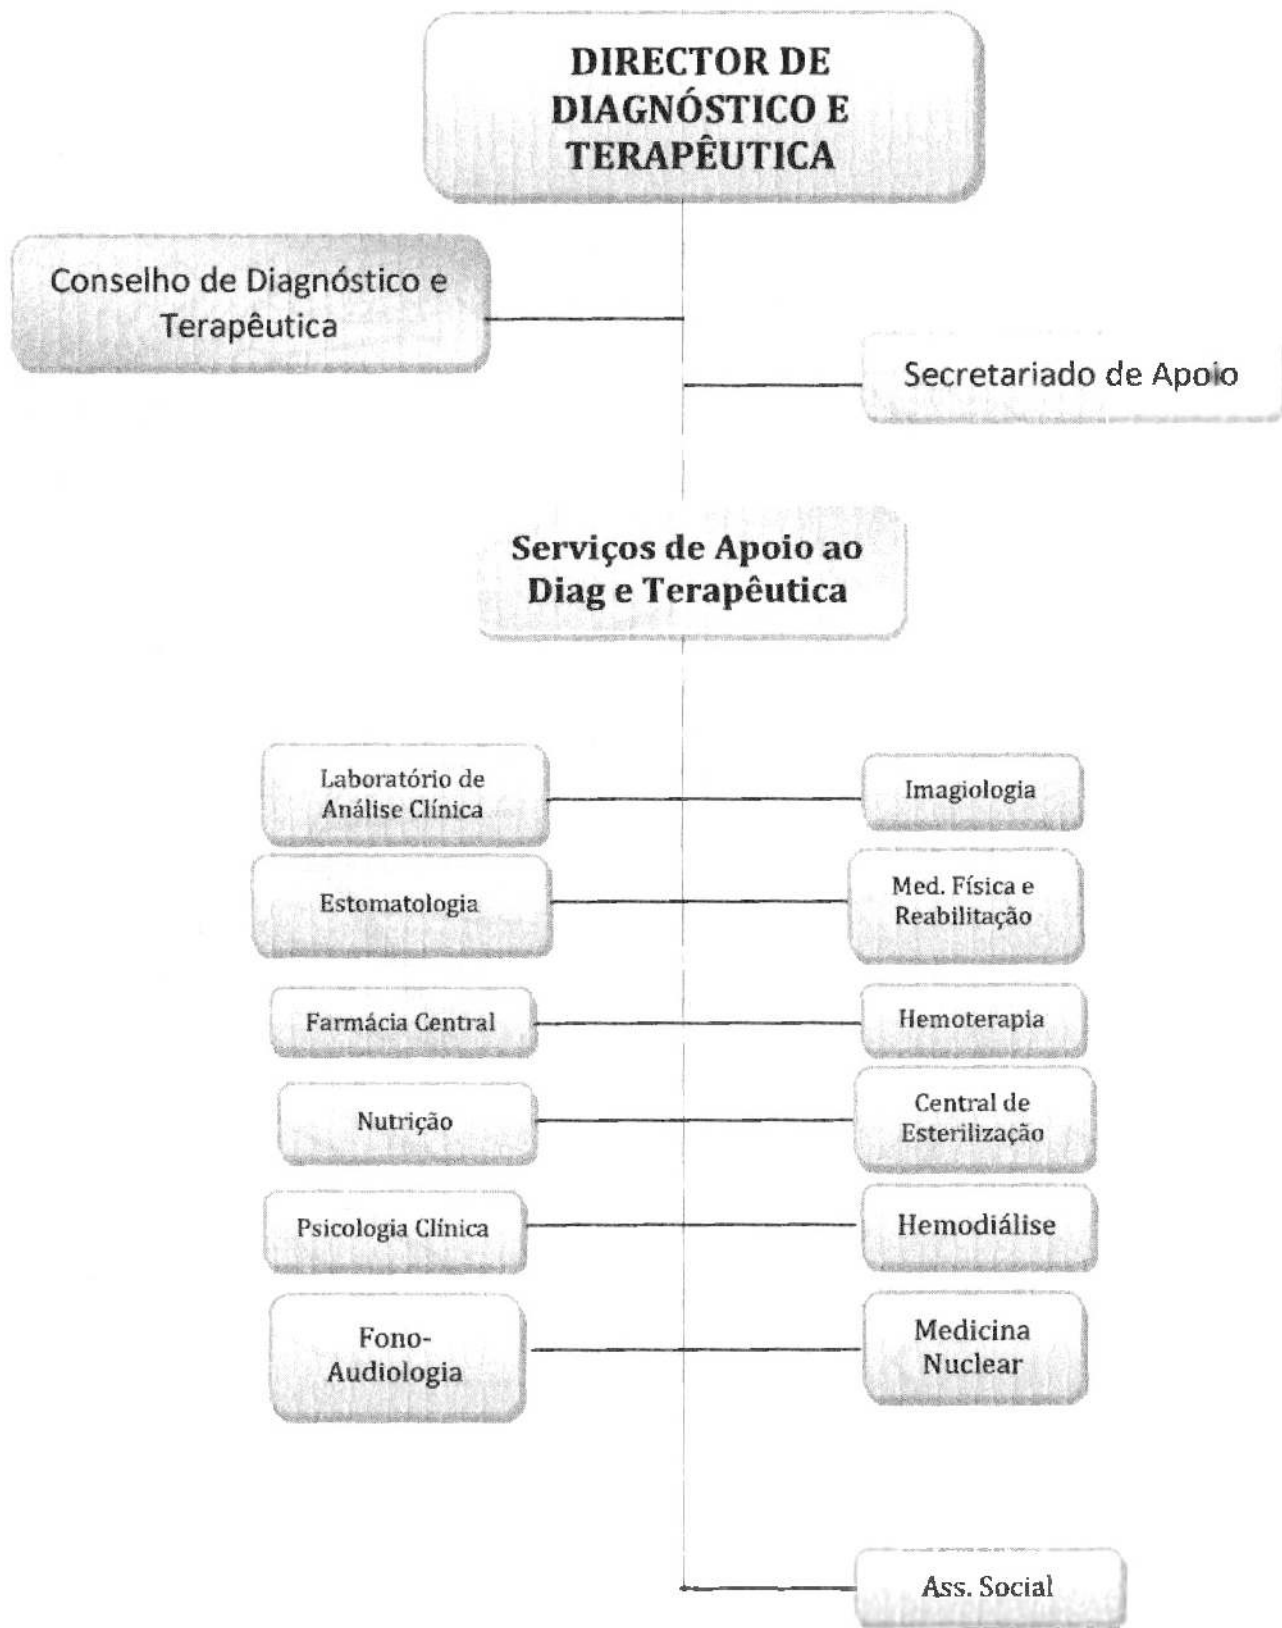 DIRECTOR DE
DIAGNÓSTICO E
TERAPÊUTICA
Conselho de Diagnóstico e
Terapêutica
Secretariado de Apoio
Serviços de Apoio ao
Diag e Terapêutica
Laboratório de
Análise Clínica
Imagiologia
Estomatologia
Med. Física e
Reabilitação
Farmácia Central
Hemoterapia
Nutrição
Central de
Esterilização
Psicologia Clínica
Hemodiálise
Fono-
Audiologia
Medicina
Nuclear
Ass. Social